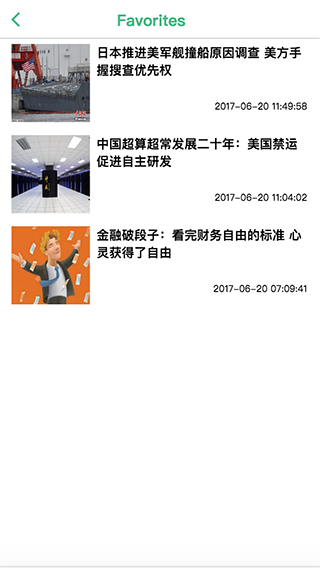 Favorites
日本推进美军舰撞船原因调查 美方手
握搜查优先权
2017-06-20 11:49:58
中国超算超常发展二十年：美国禁运
促进自主研发
2017-06-20 11:04:02
金融破段子：看完财务自由的标准 心
灵获得了自由
2017-06-20 07:09:41